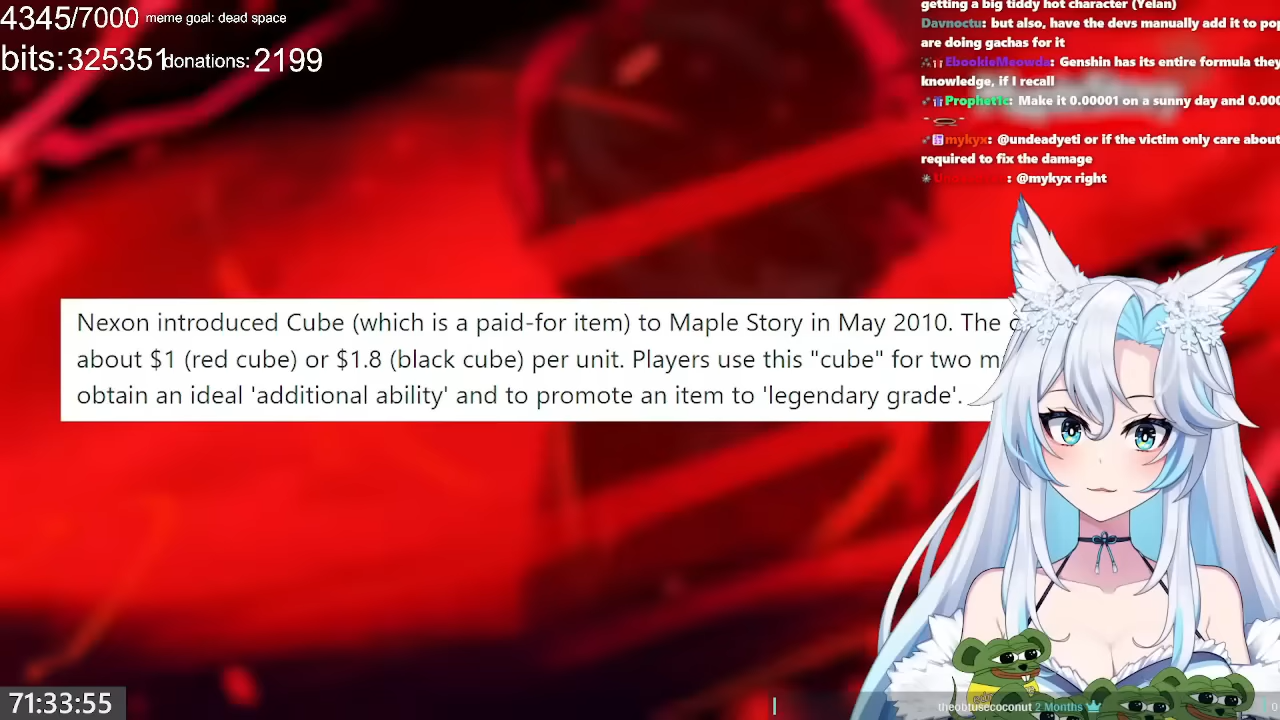 4345/7000 meme goal: dead space
bits:325351 donations: 2199
getting a big tiddy hot character (Yelan)
Davnoctu: but also, have the devs manually add it to
are doing gachas for it
EbookieMeowda: Genshin has its entire formula they
knowledge, if I recall
Prophet1c: Make it 0.00001 on a sunny day and
mykyx: @undeadyeti or if the victim only care about
required to fix the damage
: @mykyx right
Nexon introduced Cube (which is a paid-for item) to Maple Story in May 2010. The
about $1 (red cube) or $1.8 (black cube) per unit. Players use this "cube" for two
obtain an ideal 'additional ability' and to promote an item to 'legendary grade'.
71:33:55
theobtusecoconut 2 Months